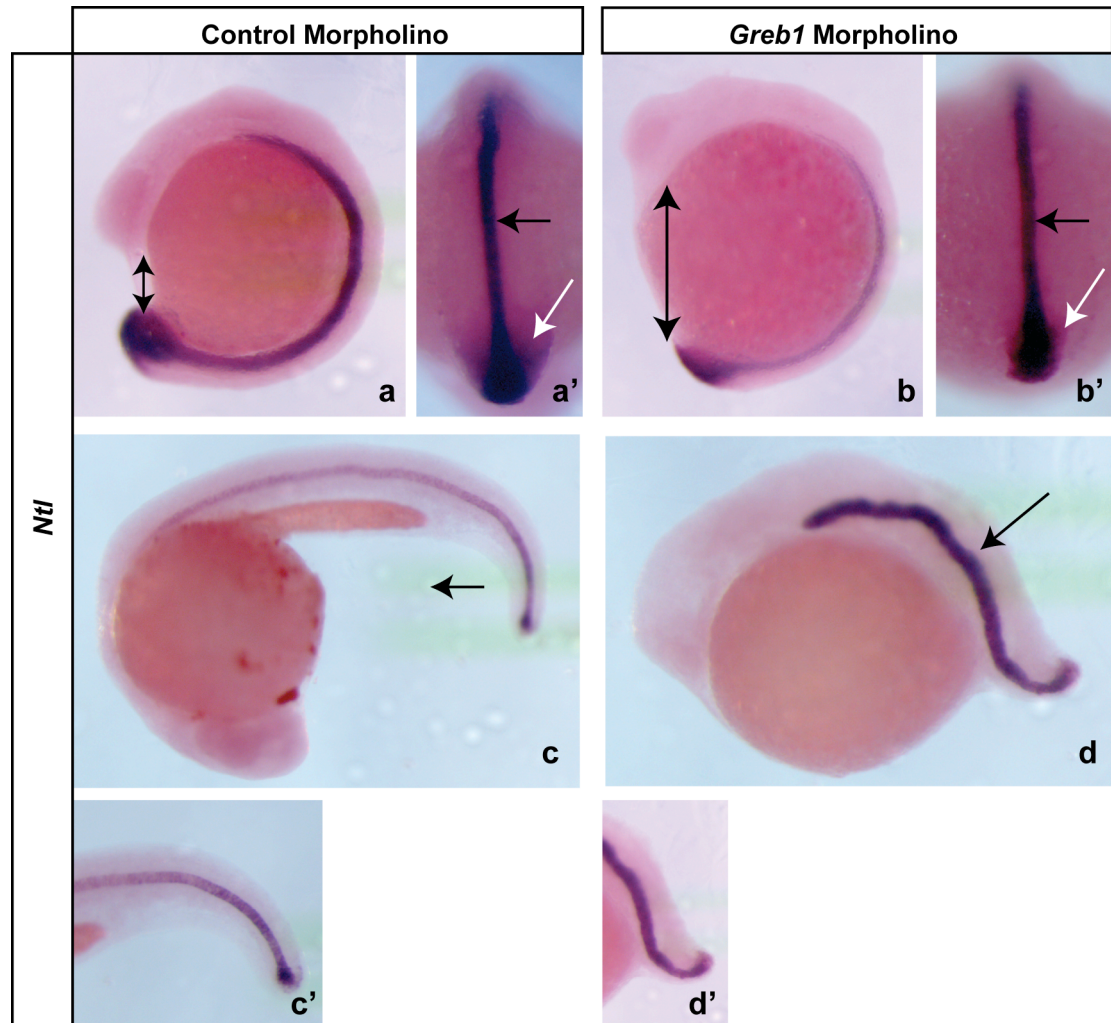 Control Morpholino
Greb1 Morpholino
Ntl
a
a’
b
b’
c
d
c’
d’